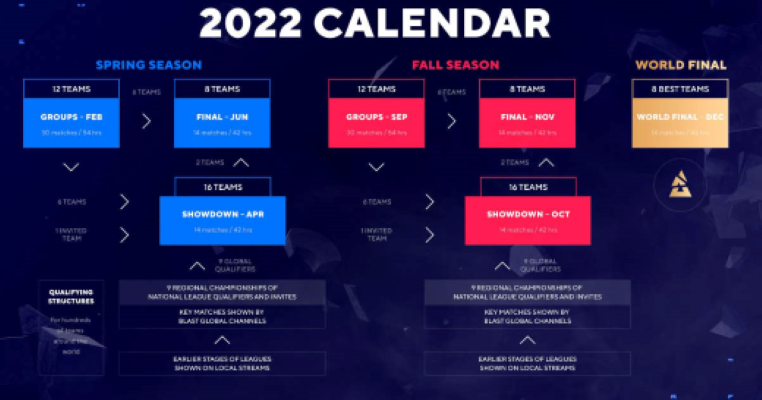 2022 CALENDAR
SPRING SEASON
FALL SEASON
WORLD FINAL
12 TEAMS
6 TEAMS
8 TEAMS
12 TEAMS
6 TEAMS
8 TEAMS
8 BEST TEAMS
GROUPS - FEB
30 matches / 54 hrs
FINAL - JUN
14 matches / 42 hrs
GROUPS - SEP
30 matches / 54 hrs
FINAL - NOV
14 matches / 42 hrs
WORLD FINAL - DEC
14 matches /
2 TEAMS
2 TEAMS
16 TEAMS
16 TEAMS
6 TEAMS
SHOWDOWN - APR
14 matches / 42 hrs
6 TEAMS
SHOWDOWN - OCT
14 matches / 42 hrs
1 INVITED
TEAM
1 INVITED
TEAM
9 GLOBAL
QUALIFIERS
9 GLOBAL
QUALIFIERS
QUALIFYING
STRUCTURES
For hundreds
of teams
around the
world
9 REGIONAL CHAMPIONSHIPS OF
NATIONAL LEAGUE QUALIFIERS AND INVITES
KEY MATCHES SHOWN BY
BLAST GLOBAL CHANNELS
EARLIER STAGES OF LEAGUES
SHOWN ON LOCAL STREAMS
9 REGIONAL CHAMPIONSHIPS OF
NATIONAL LEAGUE QUALIFIERS AND INVITES
KEY MATCHES SHOWN BY
BLAST GLOBAL CHANNELS
EARLIER STAGES OF LEAGUES
SHOWN ON LOCAL STREAMS